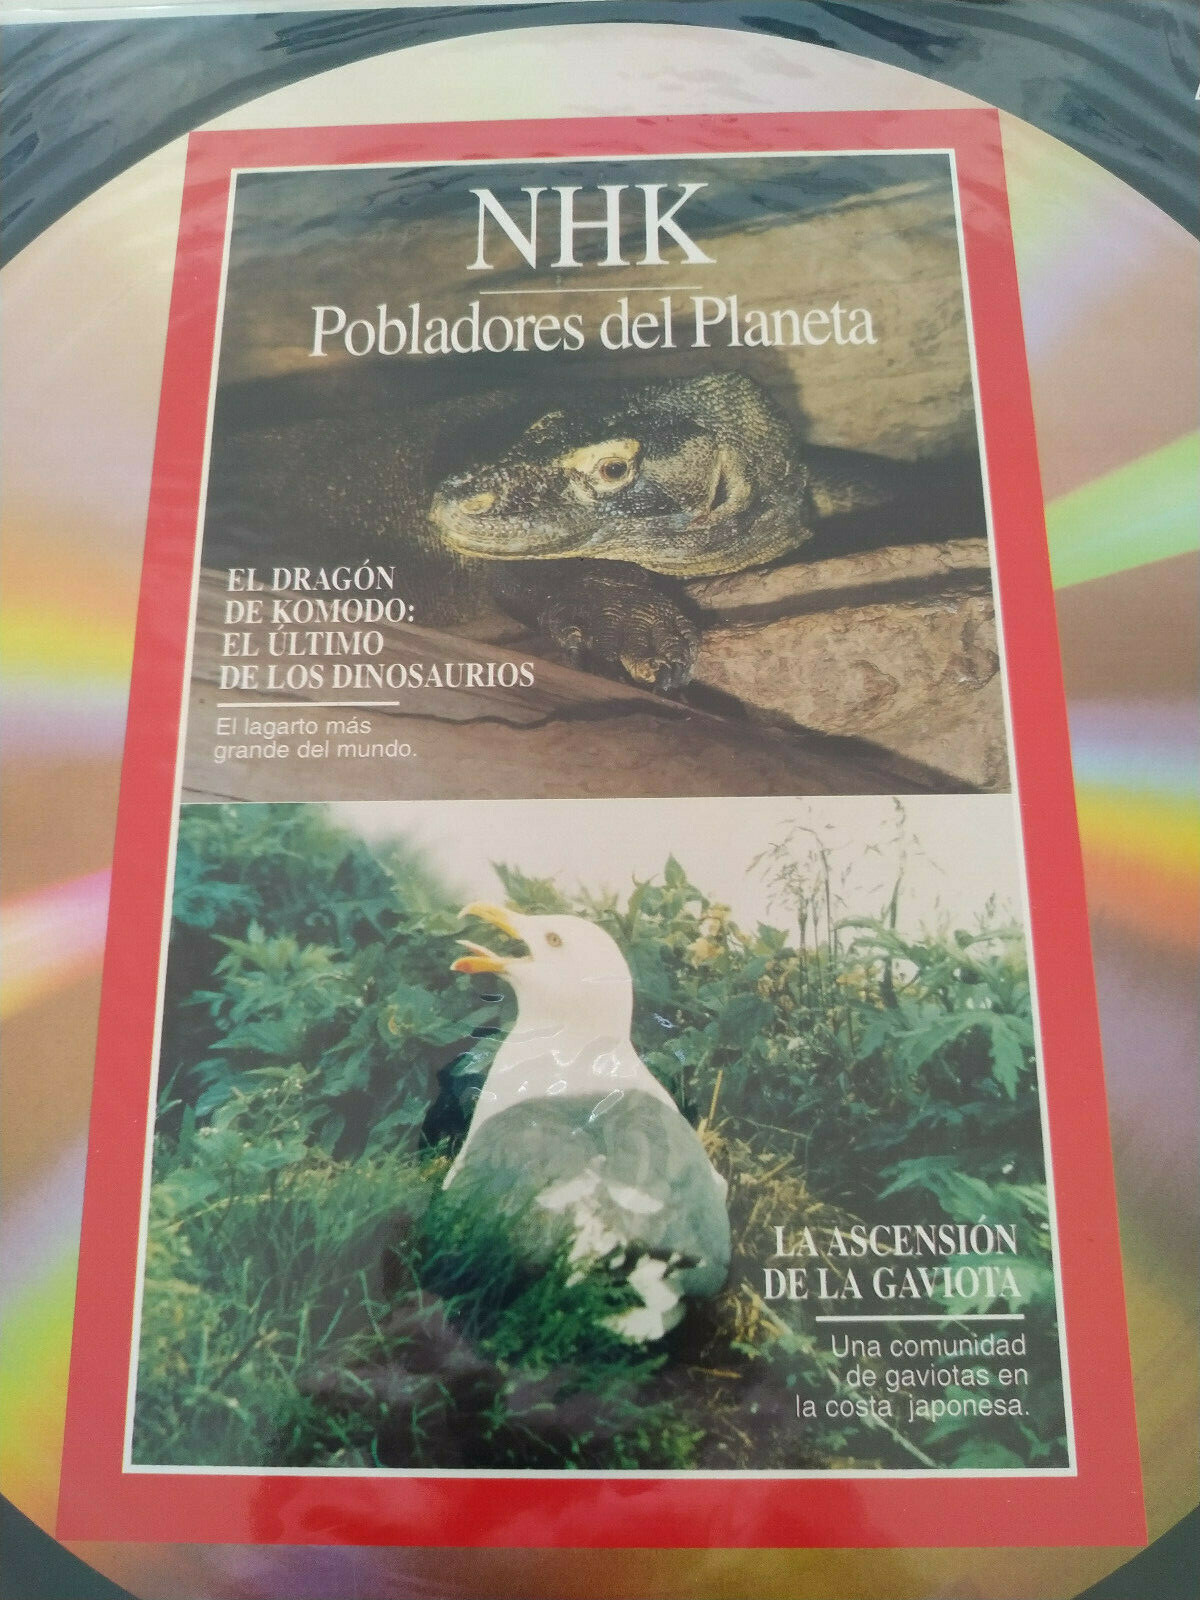 NHK
Pobladores del Planeta
EL DRAGÓN
DE KOMODO:
EL ÚLTIMO
DE LOS DINOSAURIOS
El lagarto más
grande del mundo.
LA ASCENSIÓN
DE LA GAVIOTA
Una comunidad
de gaviotas en
la costa japonesa.